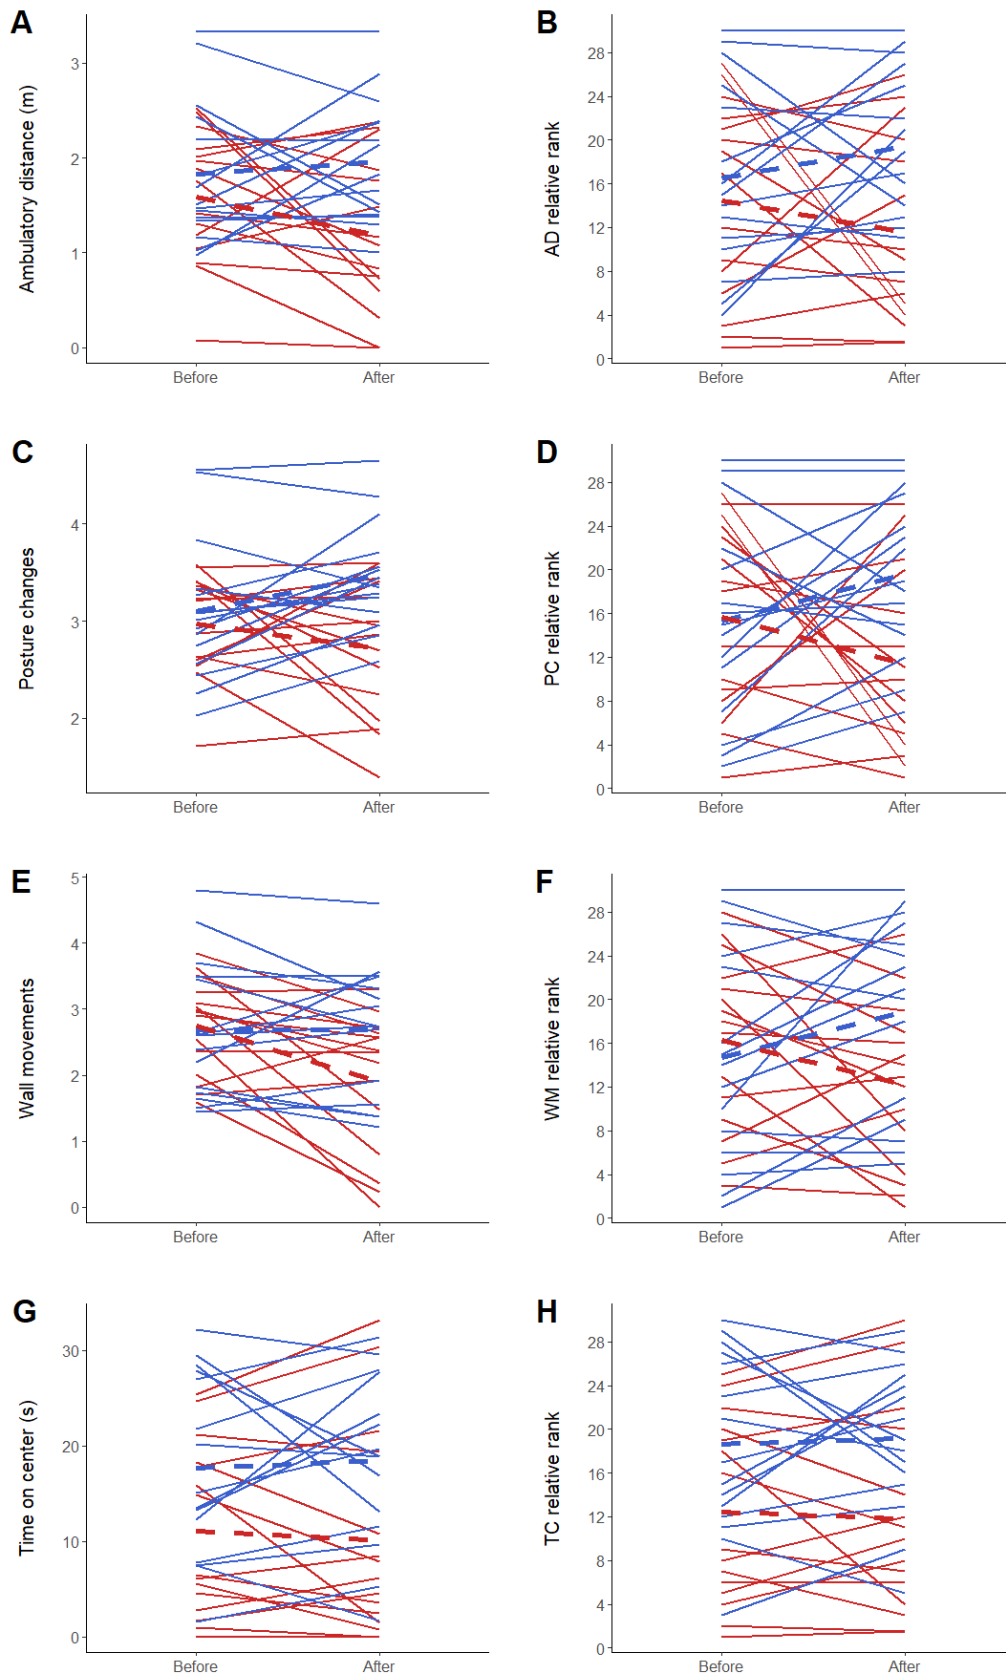 A
Ambulatory distance (m)
3
2
1
0
Before After
B
AD relative rank
28
24
20
16
12
8
4
0
Before After
C
Posture changes
4
3
2
Before After
D
PC relative rank
28
24
20
16
12
8
4
0
Before After
E
Wall movements
5
4
3
2
1
0
Before After
F
WM relative rank
28
24
20
16
12
8
4
0
Before After
G
Time on center (s)
30
20
10
0
Before After
H
TC relative rank
28
24
20
16
12
8
4
0
Before After